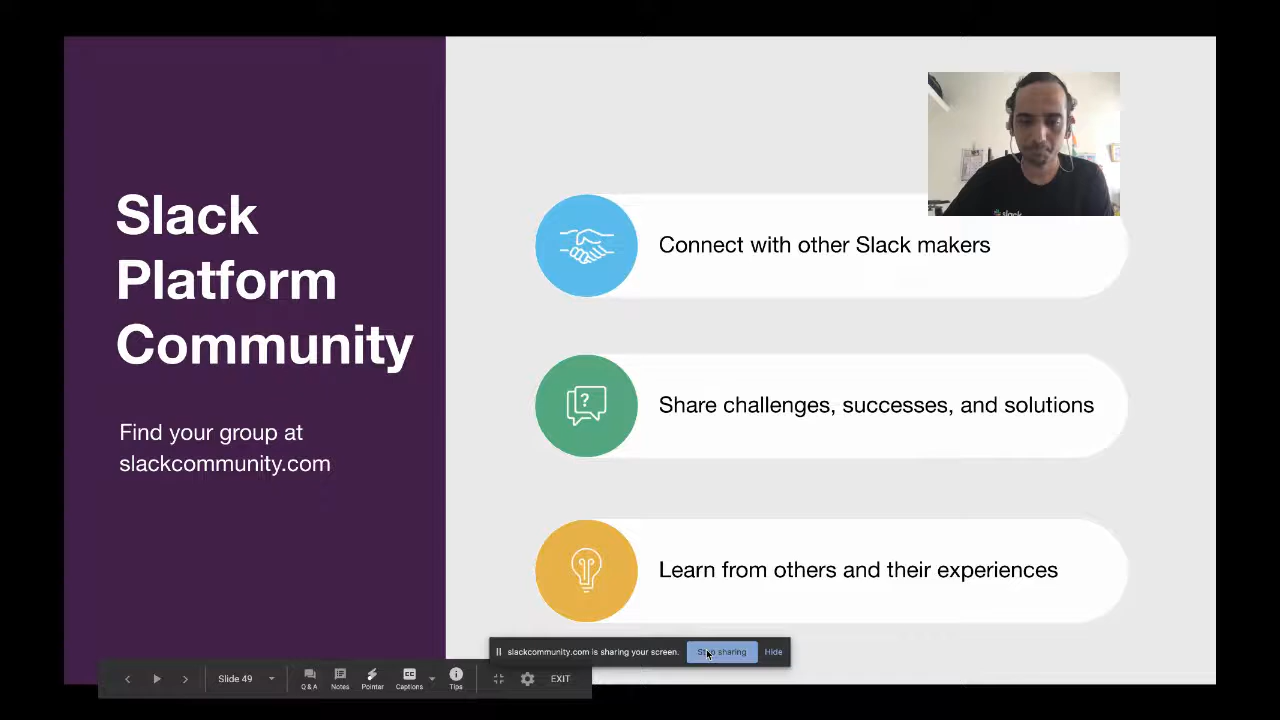 Slack
Platform
Community
Find your group at
slackcommunity.com
slack
Connect with other Slack makers
?
Share challenges, successes, and solutions
Learn from others and their experiences
slackcommunity.com is sharing your screen.
Stop sharing
Hide
Slide 49
Q & A
Notes
Pointer
CC
Captions
Tips
EXIT